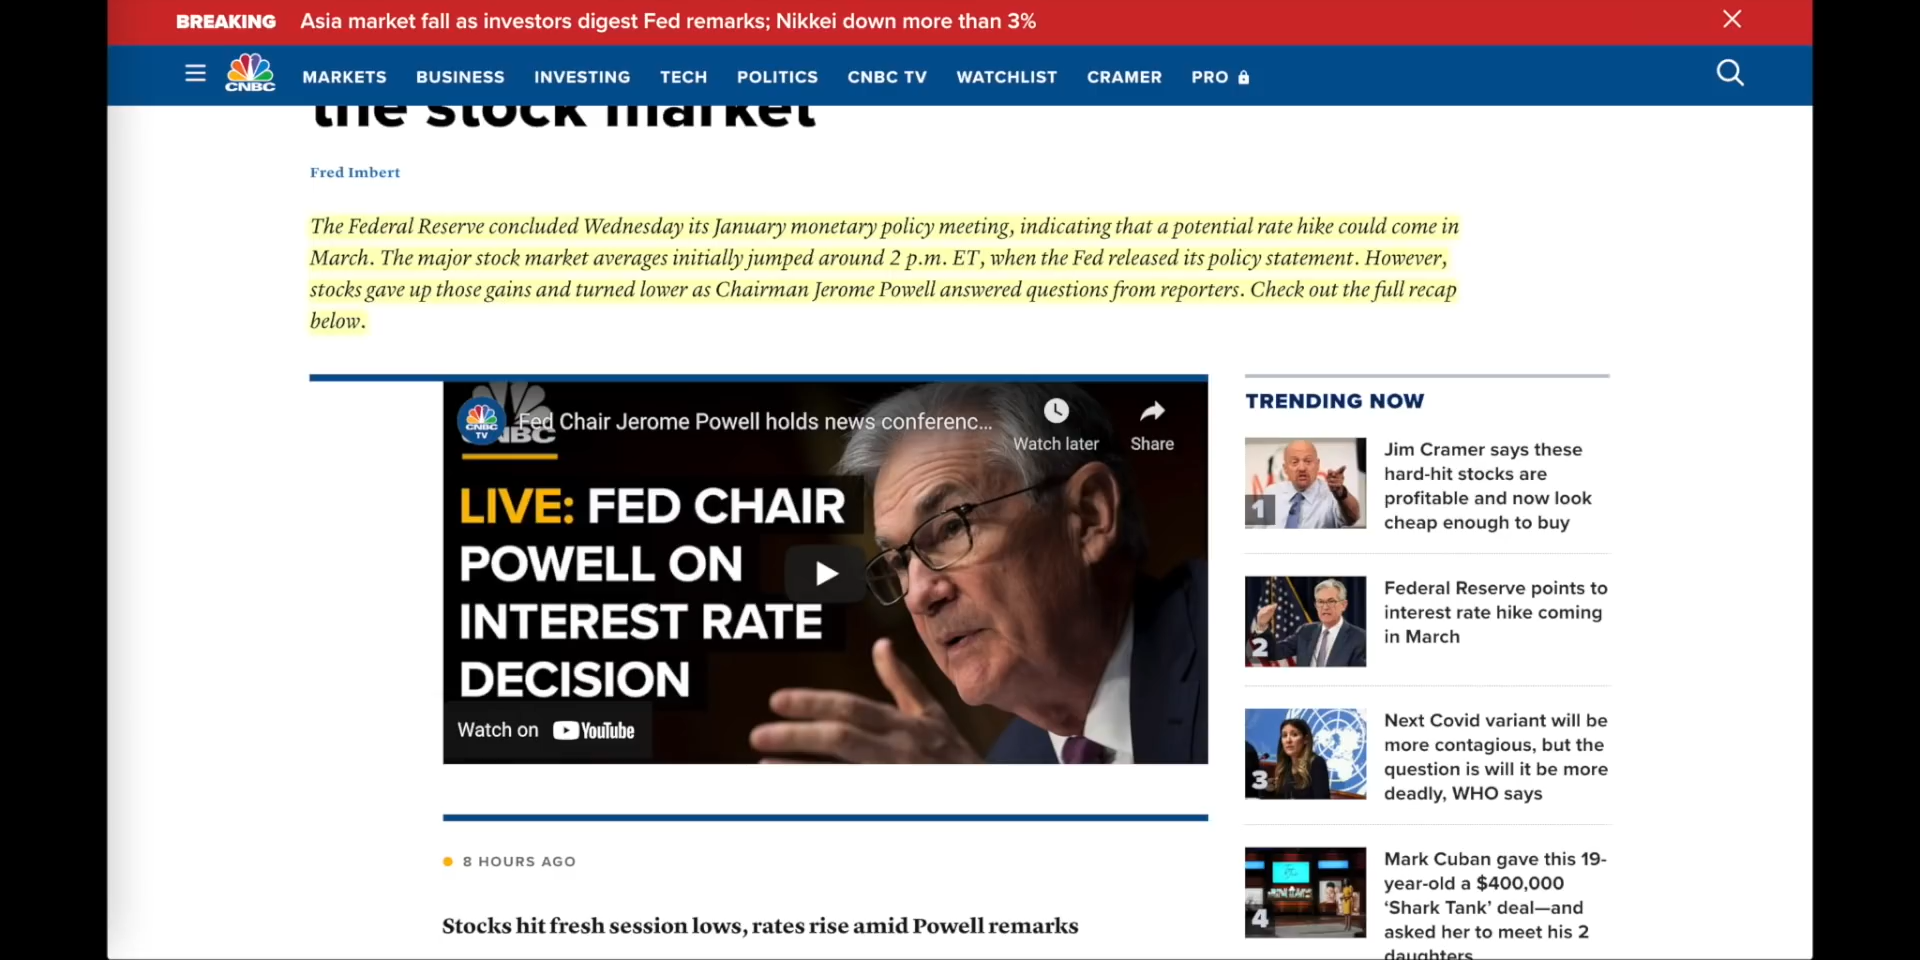 BREAKING Asia market fall as investors digest Fed remarks; Nikkei down more than 3%
CNBC MARKETS BUSINESS INVESTING TECH POLITICS CNBC TV WATCHLIST CRAMER PRO
the stock market
Fred Imbert
The Federal Reserve concluded Wednesday its January monetary policy meeting, indicating that a potential rate hike could come in
March. The major stock market averages initially jumped around 2 p.m. ET, when the Fed released its policy statement. However,
stocks gave up those gains and turned lower as Chairman Jerome Powell answered questions from reporters. Check out the full recap
below.
CNBC
TV
NBC
Fed Chair Jerome Powell holds news conferenc...
Watch later
Share
LIVE: FED CHAIR
POWELL ON
INTEREST RATE
DECISION
Watch on YouTube
8 HOURS AGO
Stocks hit fresh session lows, rates rise amid Powell remarks
TRENDING NOW
1
Jim Cramer says these
hard-hit stocks are
profitable and now look
cheap enough to buy
2
Federal Reserve points to
interest rate hike coming
in March
3
Next Covid variant will be
more contagious, but the
question is will it be more
deadly, WHO says
4
Mark Cuban gave this 19-
year-old a $400,000
‘Shark Tank’ deal—and
asked her to meet his 2
daughters